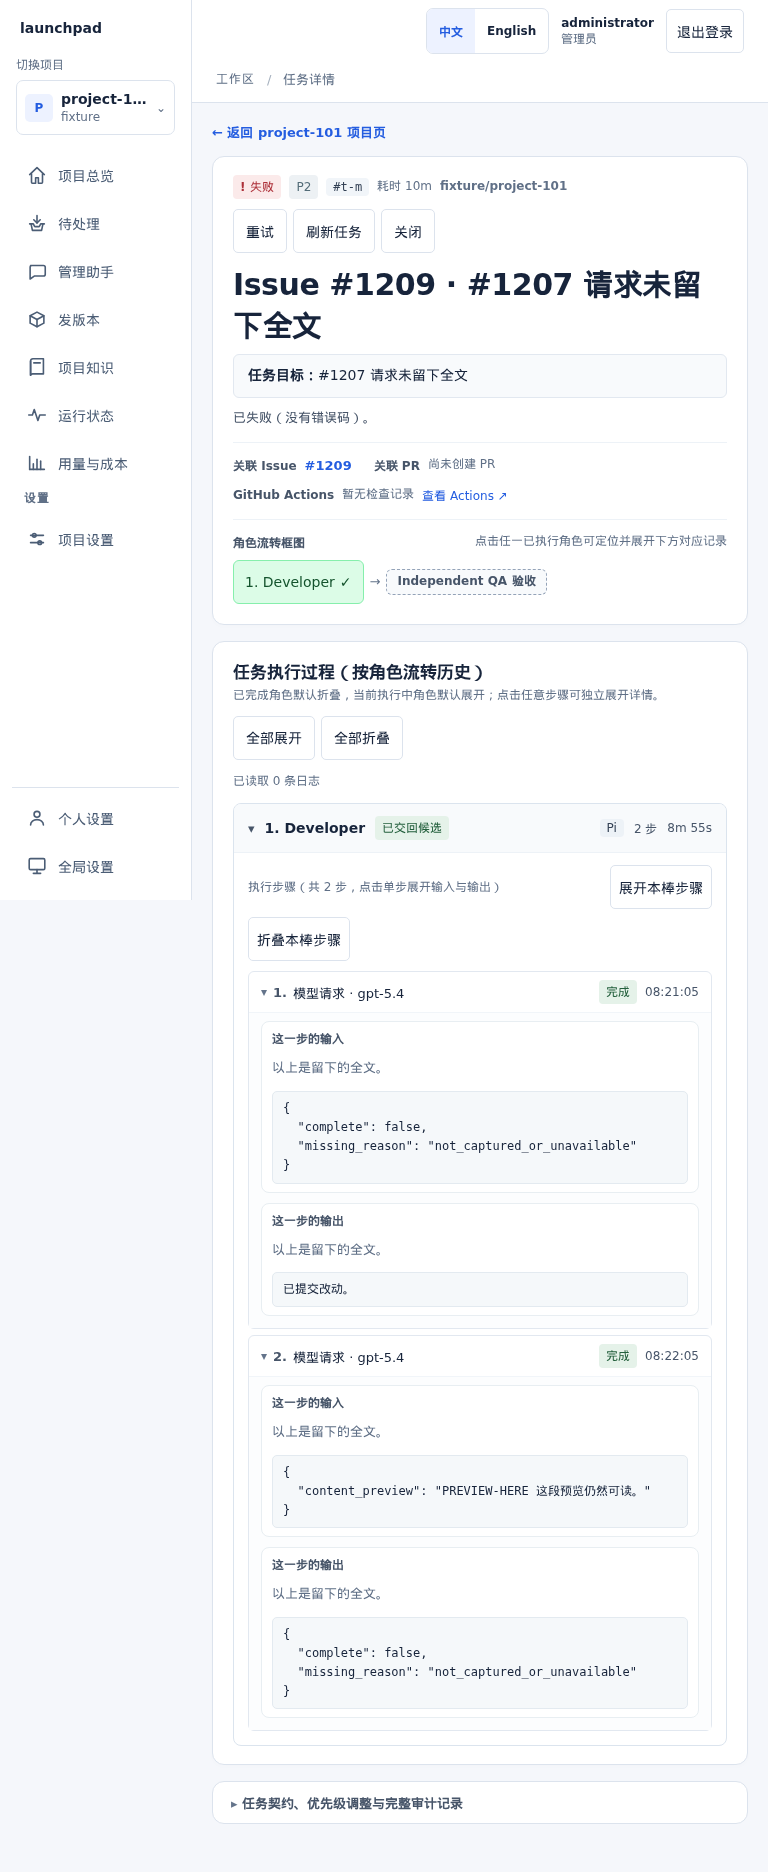 launchpad
切换项目
P
project-1…
fixture
项目总览
待处理
管理助手
发版本
项目知识
运行状态
用量与成本
设置
项目设置
个人设置
全局设置
中文 English
administrator
管理员
退出登录
工作区 / 任务详情
← 返回 project-101 项目页
! 失败 P2 #t-m 耗时 10m fixture/project-101
重试 刷新任务 关闭
Issue #1209 · #1207 请求未留
下全文
任务目标：#1207 请求未留下全文
已失败（没有错误码）。
关联 Issue #1209 关联 PR 尚未创建 PR
GitHub Actions 暂无检查记录 查看 Actions ↗
角色流转框图 点击任一已执行角色可定位并展开下方对应记录
1. Developer ✓ → Independent QA 验收
任务执行过程（按角色流转历史）
已完成角色默认折叠，当前执行中角色默认展开；点击任意步骤可独立展开详情。
全部展开 全部折叠
已读取 0 条日志
▾ 1. Developer 已交回候选 Pi 2 步 8m 55s
执行步骤（共 2 步，点击单步展开输入与输出） 展开本棒步骤
折叠本棒步骤
▾ 1. 模型请求 · gpt-5.4 完成 08:21:05
这一步的输入
以上是留下的全文。
{
"complete": false,
"missing_reason": "not_captured_or_unavailable"
}
这一步的输出
以上是留下的全文。
已提交改动。
▾ 2. 模型请求 · gpt-5.4 完成 08:22:05
这一步的输入
以上是留下的全文。
{
"content_preview": "PREVIEW-HERE 这段预览仍然可读。"
}
这一步的输出
以上是留下的全文。
{
"complete": false,
"missing_reason": "not_captured_or_unavailable"
}
▸ 任务契约、优先级调整与完整审计记录